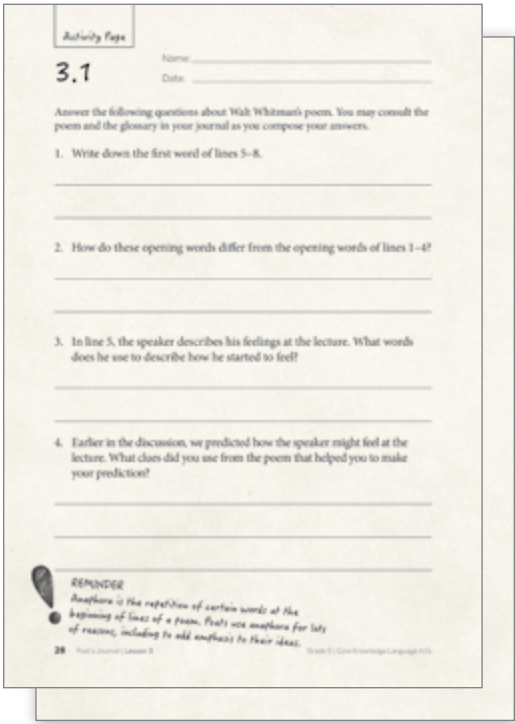 Activity Page
3.1
Name:
Date:
Answer the following questions about Walt Whitman's poem. You may consult the
poem and the glossary in your journal as you compose your answers.
1. Write down the first word of lines 5–8.
2. How do these opening words differ from the opening words of lines 1–4?
3. In line 5, the speaker describes his feelings at the lecture. What words
does he use to describe how he started to feel?
4. Earlier in the discussion, we predicted how the speaker might feel at the
lecture. What clues did you use from the poem that helped you to make
your prediction?
REMINDER
Anaphora is the repetition of certain words at the
beginning of lines of a poem. Poets use anaphora for lots
of reasons, including to add emphasis to their ideas.
28 Poet's Journal | Lesson 3
Grade 5 | Core Knowledge Language Arts